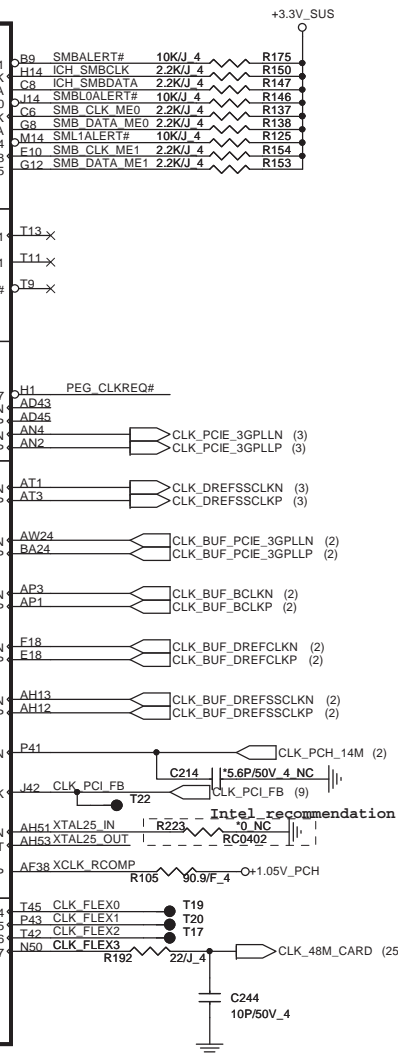 +3.3V_SUS
B9 SMBALERT# 10K/J_4 R175
H14 ICH_SMBCLK 2.2K/J_4 R150
C8 ICH_SMBDATA 2.2K/J_4 R147
J14 SMBL0ALERT# 10K/J_4 R146
C6 SMB_CLK_ME0 2.2K/J_4 R137
G8 SMB_DATA_ME0 2.2K/J_4 R138
M14 SML1ALERT# 10K/J_4 R125
E10 SMB_CLK_ME1 2.2K/J_4 R154
G12 SMB_DATA_ME1 2.2K/J_4 R153
T13
T11
T9
H1 PEG_CLKREQ#
AD43
AD45
AN4 CLK_PCIE_3GPLLN (3)
AN2 CLK_PCIE_3GPLLP (3)
AT1 CLK_DREFSSCLKN (3)
AT3 CLK_DREFSSCLKP (3)
AW24 CLK_BUF_PCIE_3GPLLN (2)
BA24 CLK_BUF_PCIE_3GPLLP (2)
AP3 CLK_BUF_BCLKN (2)
AP1 CLK_BUF_BCLKP (2)
F18 CLK_BUF_DREFCLKN (2)
E18 CLK_BUF_DREFCLKP (2)
AH13 CLK_BUF_DREFSSCLKN (2)
AH12 CLK_BUF_DREFSSCLKP (2)
P41 CLK_PCH_14M (2)
C214 *5.6P/50V_4_NC
J42 CLK_PCI_FB CLK_PCI_FB (9)
T22
Intel recommendation
AH51 XTAL25_IN R223 *0_NC
AH53 XTAL25_OUT RC0402
AF38 XCLK_RCOMP +1.05V_PCH
R105 90.9/F_4
T45 CLK_FLEX0 T19
P43 CLK_FLEX1 T20
T42 CLK_FLEX2 T17
N50 CLK_FLEX3 CLK_48M_CARD (25
R192 22/J_4
C244
10P/50V_4